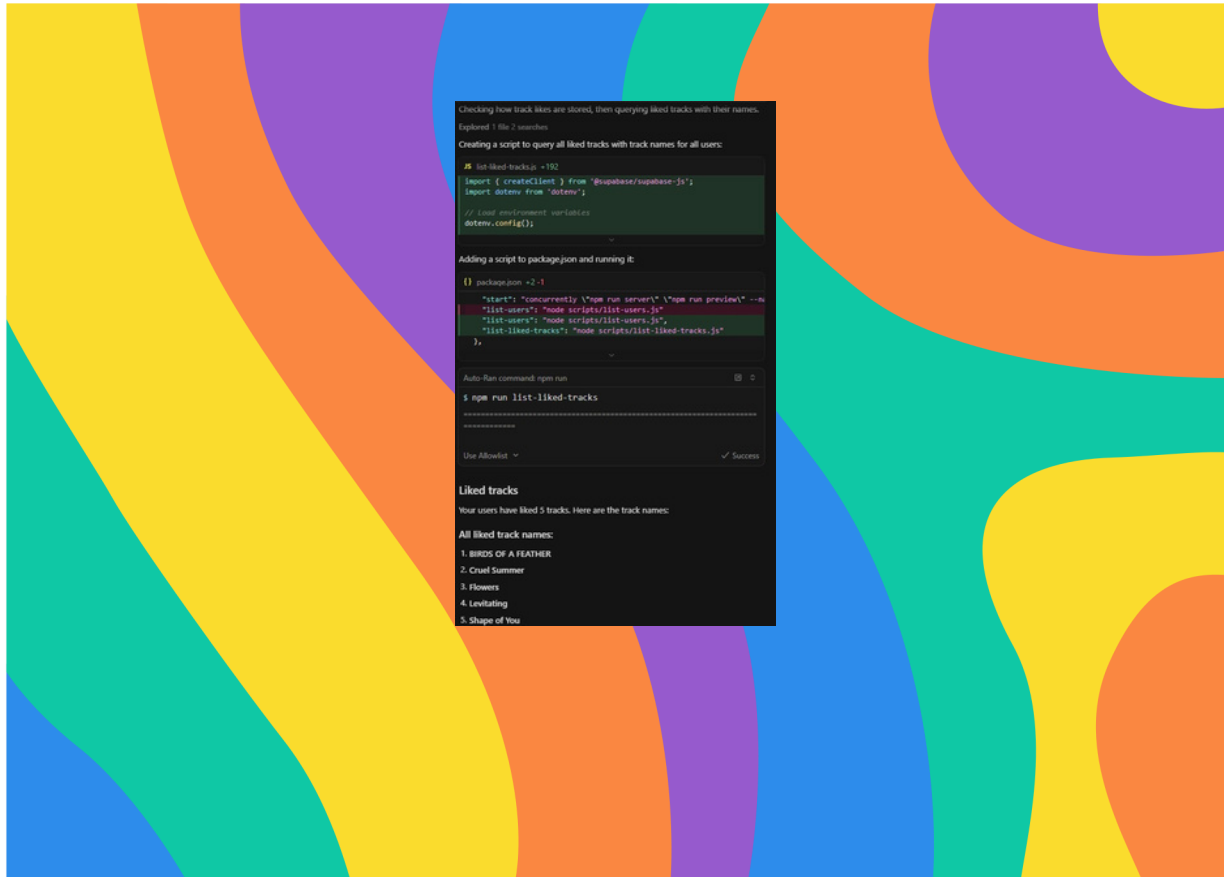 Checking how track likes are stored, then querying liked tracks with their names.
Explored 1 file 2 searches
Creating a script to query all liked tracks with track names for all users:
JS list-liked-tracks.js +192
import { createClient } from '@supabase/supabase-js';
import dotenv from 'dotenv';
// Load environment variables
dotenv.config();
Adding a script to package.json and running it:
{} package.json +2 -1
"start": "concurrently \"npm run server\" \"npm run preview\" --na
"list-users": "node scripts/list-users.js"
"list-users": "node scripts/list-users.js",
"list-liked-tracks": "node scripts/list-liked-tracks.js"
},
Auto-Ran command: npm run
$ npm run list-liked-tracks
====================================================================
============
Use Allowlist
Success
Liked tracks
Your users have liked 5 tracks. Here are the track names:
All liked track names:
1. BIRDS OF A FEATHER
2. Cruel Summer
3. Flowers
4. Levitating
5. Shape of You